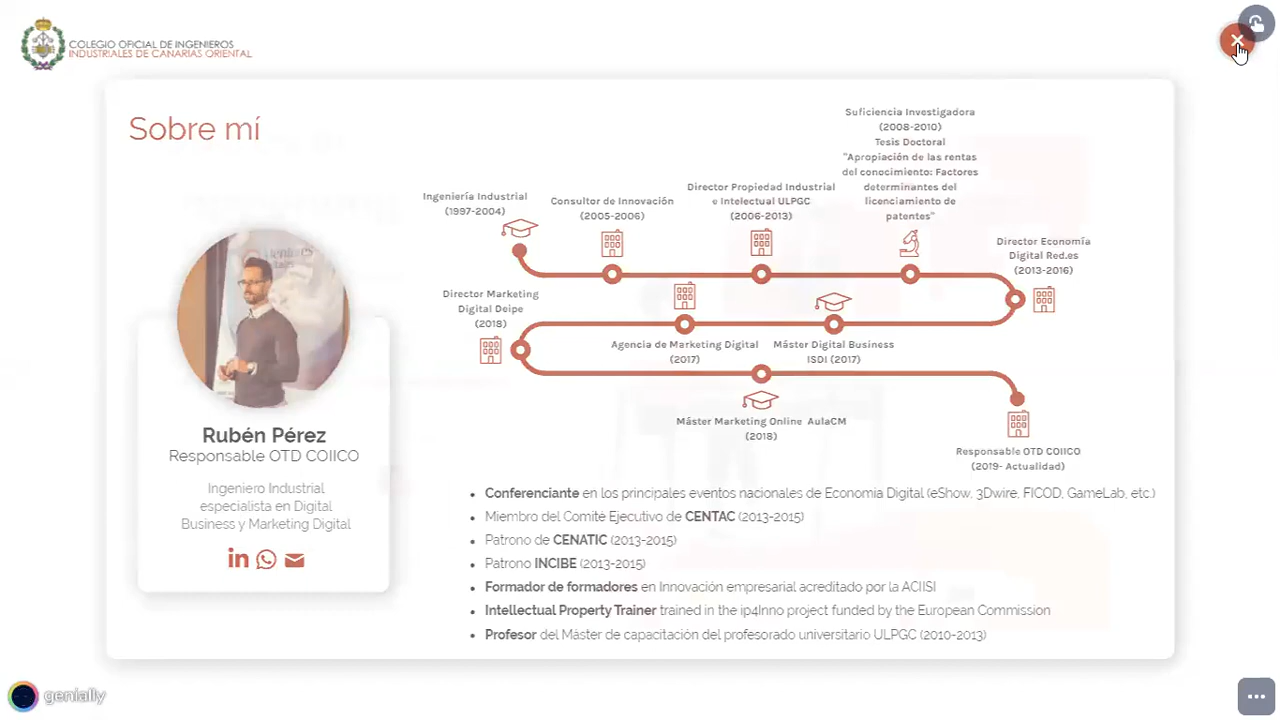 COLEGIO OFICIAL DE INGENIEROS
INDUSTRIALES DE CANARIAS ORIENTAL
Sobre mí
Suficiencia Investigadora
(2008-2010)
Tesis Doctoral
"Apropiación de las rentas
del conocimiento: Factores
determinantes del
licenciamiento de
patentes"
Ingeniería Industrial
(1997-2004)
Consultor de Innovación
(2005-2006)
Director Propiedad Industrial
e Intelectual ULPGC
(2006-2013)
Director Economía
Digital Red.es
(2013-2016)
Director Marketing
Digital Doipe
(2018)
Agencia de Marketing Digital
(2017)
Máster Digital Business
ISDI (2017)
Máster Marketing Online AulaCM
(2018)
Responsable OTD COIICO
(2019- Actualidad)
Rubén Pérez
Responsable OTD COIICO
Ingeniero Industrial
especialista en Digital
Business y Marketing Digital
in
• Conferenciante en los principales eventos nacionales de Economía Digital (eShow, 3Dwire, FICOD, GameLab, etc.)
• Miembro del Comité Ejecutivo de CENTAC (2013-2015)
• Patrono de CENATIC (2013-2015)
• Patrono INCIBE (2013-2015)
• Formador de formadores en Innovación empresarial acreditado por la ACIISI
• Intellectual Property Trainer trained in the ip4Inno project funded by the European Commission
• Profesor del Máster de capacitación del profesorado universitario ULPGC (2010-2013)
genially